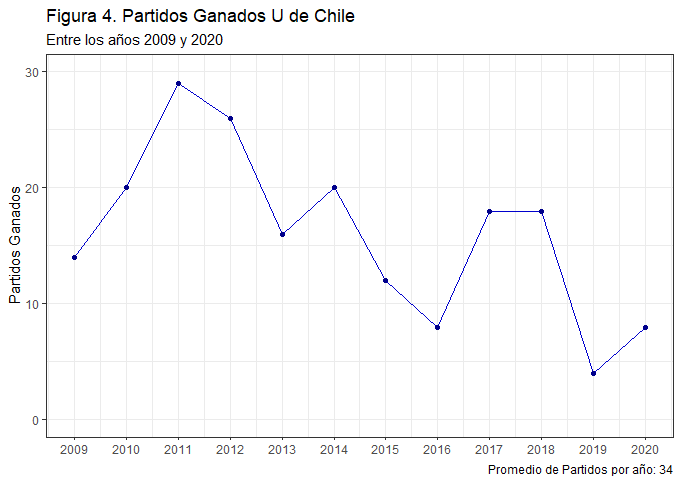 Figura 4. Partidos Ganados U de Chile
Entre los años 2009 y 2020
Partidos Ganados
30
20
10
0
2009 2010 2011 2012 2013 2014 2015 2016 2017 2018 2019 2020
Promedio de Partidos por año: 34